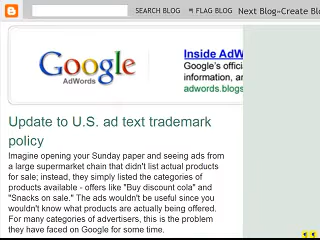 SEARCH BLOG FLAG BLOG Next Blog» Create Blo
Google
AdWords
Inside AdW
Google's official
information, an
adwords.blogs
Update to U.S. ad text trademark
policy
Imagine opening your Sunday paper and seeing ads from
a large supermarket chain that didn't list actual products
for sale; instead, they simply listed the categories of
products available - offers like "Buy discount cola" and
"Snacks on sale." The ads wouldn't be useful since you
wouldn't know what products are actually being offered.
For many categories of advertisers, this is the problem
they have faced on Google for some time.